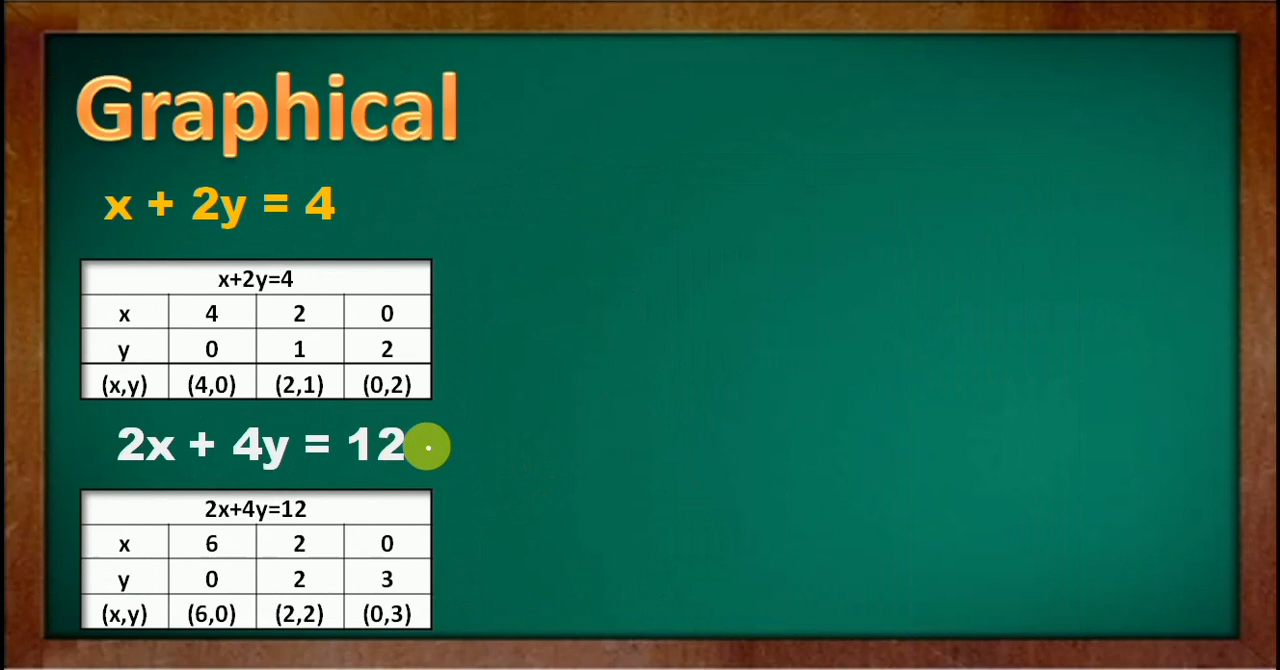 Graphical
x + 2y = 4
x+2y=4
x 4 2 0
y 0 1 2
(x,y) (4,0) (2,1) (0,2)
2x + 4y = 12
2x+4y=12
x 6 2 0
y 0 2 3
(x,y) (6,0) (2,2) (0,3)